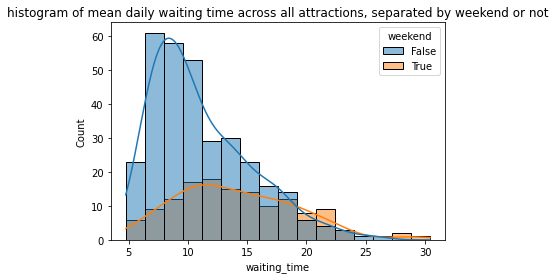 histogram of mean daily waiting time across all attractions, separated by weekend or not
weekend
False
True
Count
60
50
40
30
20
10
0
5
10
15
20
25
30
waiting_time